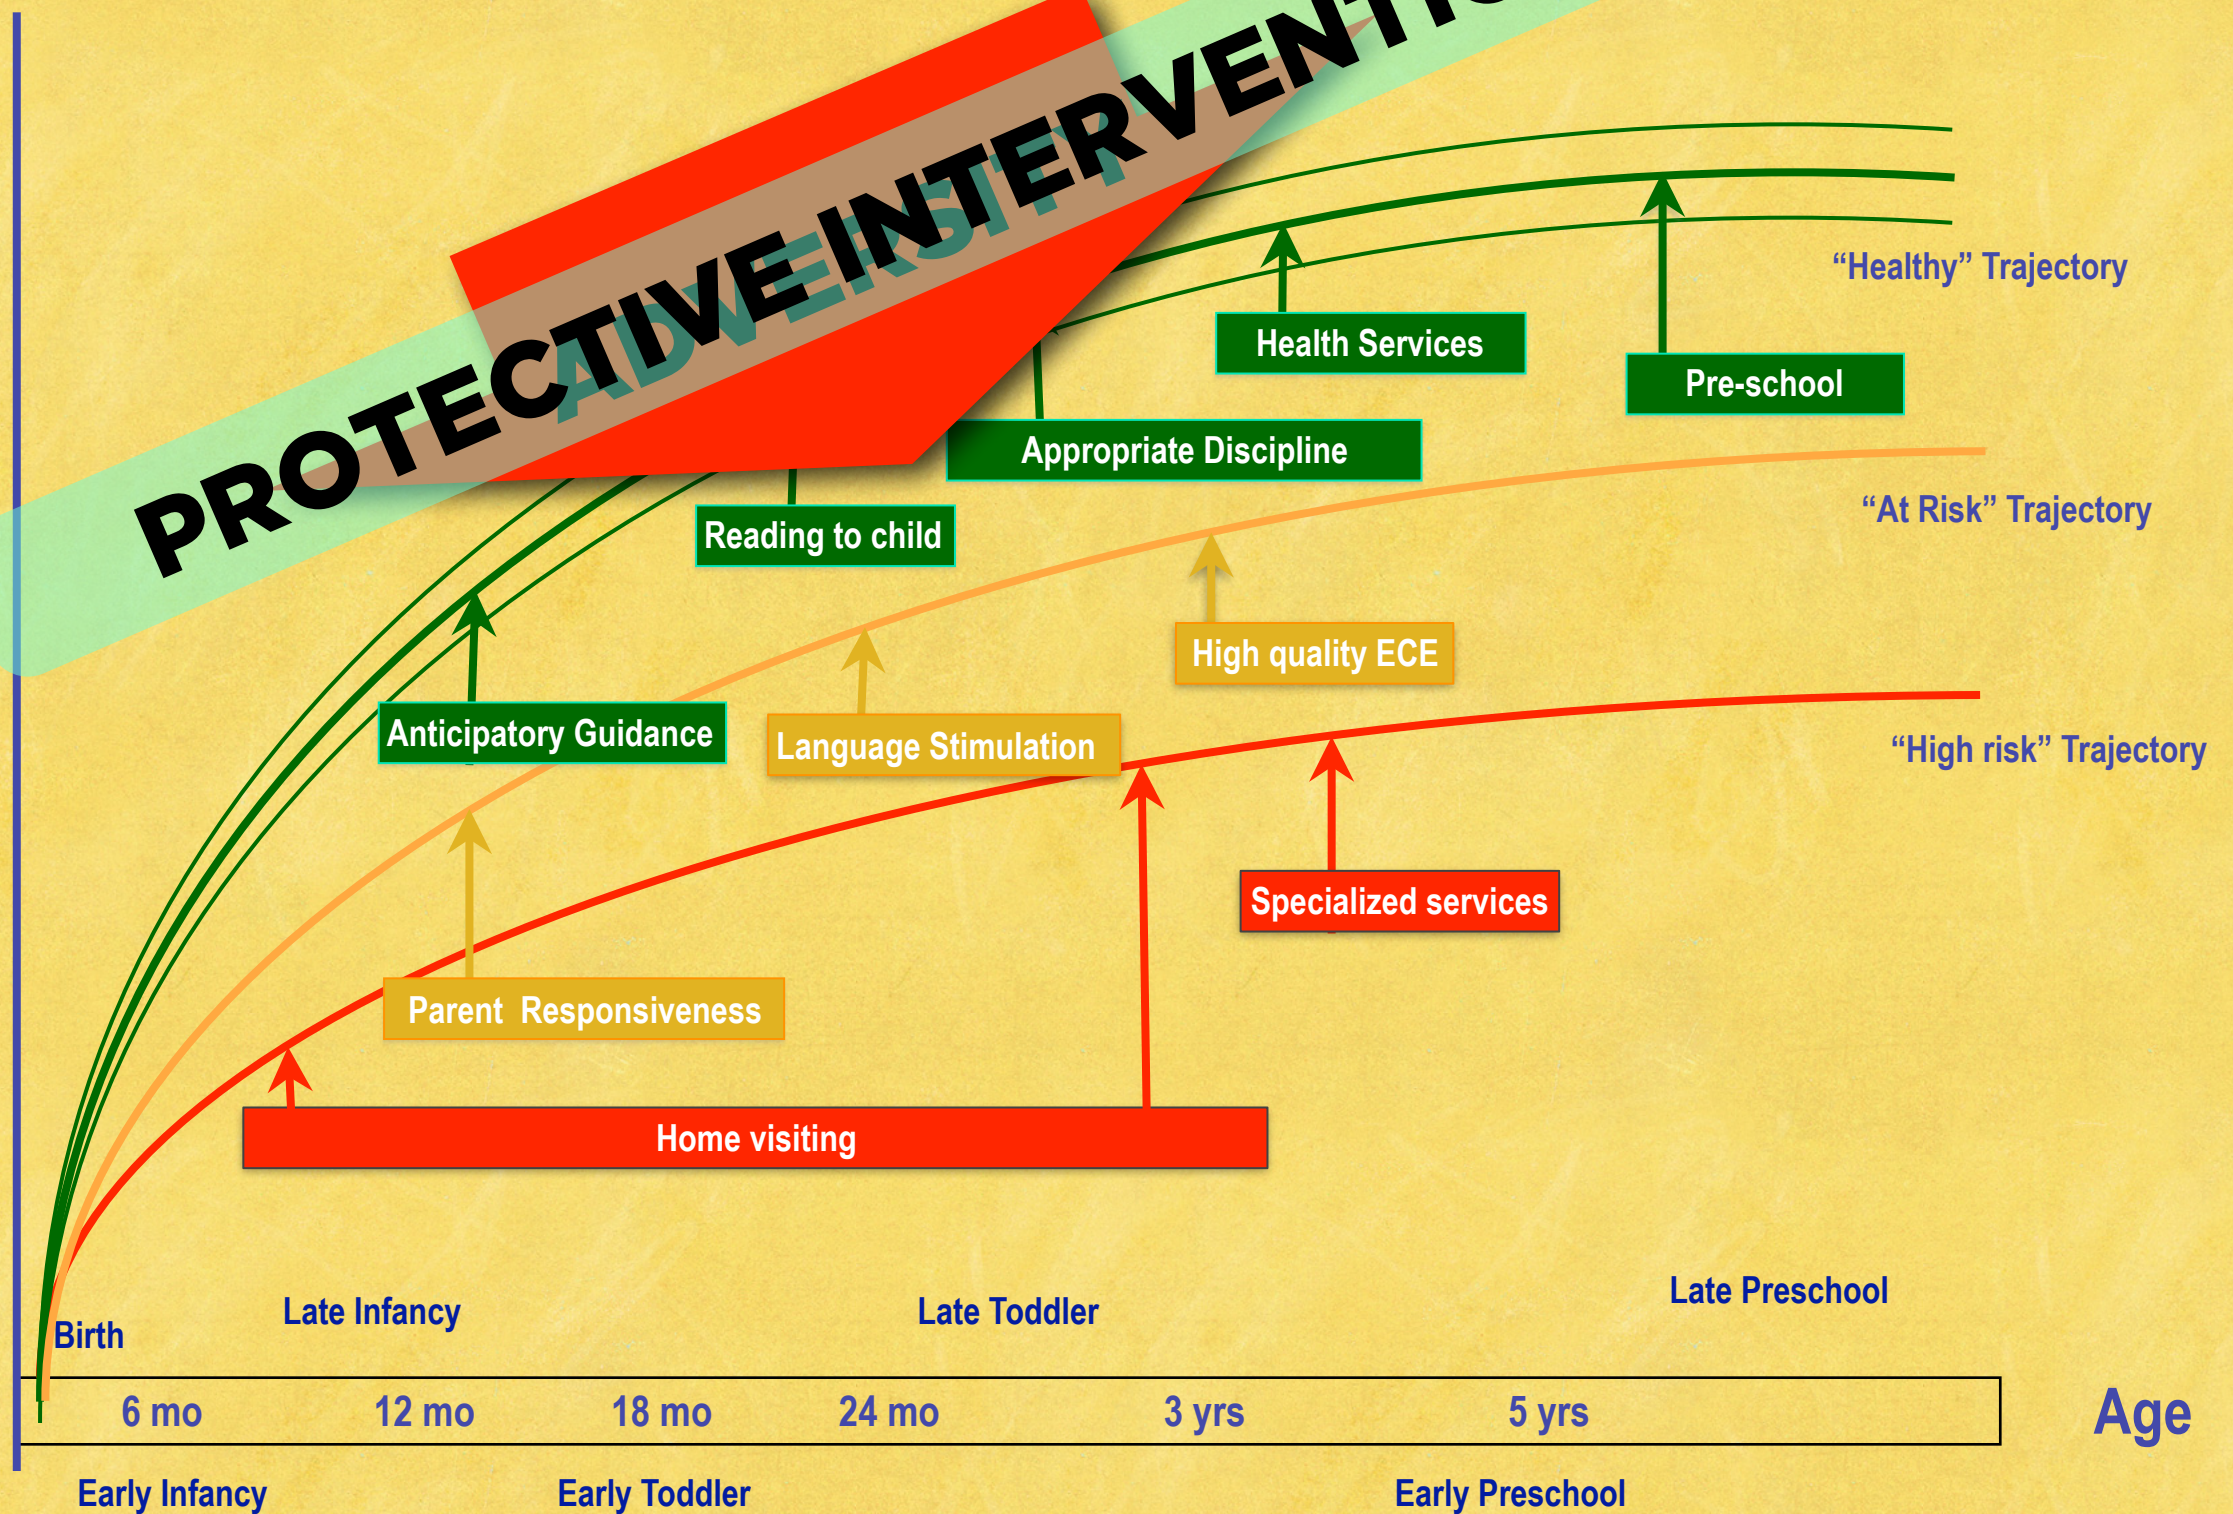 PROTECTIVE INTERVENTIO
ADVERSITY
“Healthy” Trajectory
Health Services
Pre-school
Appropriate Discipline
“At Risk” Trajectory
Reading to child
High quality ECE
Anticipatory Guidance
Language Stimulation
“High risk” Trajectory
Specialized services
Parent Responsiveness
Home visiting
Late Preschool
Late Infancy
Late Toddler
Birth
6 mo
12 mo
18 mo
24 mo
3 yrs
5 yrs
Age
Early Infancy
Early Toddler
Early Preschool